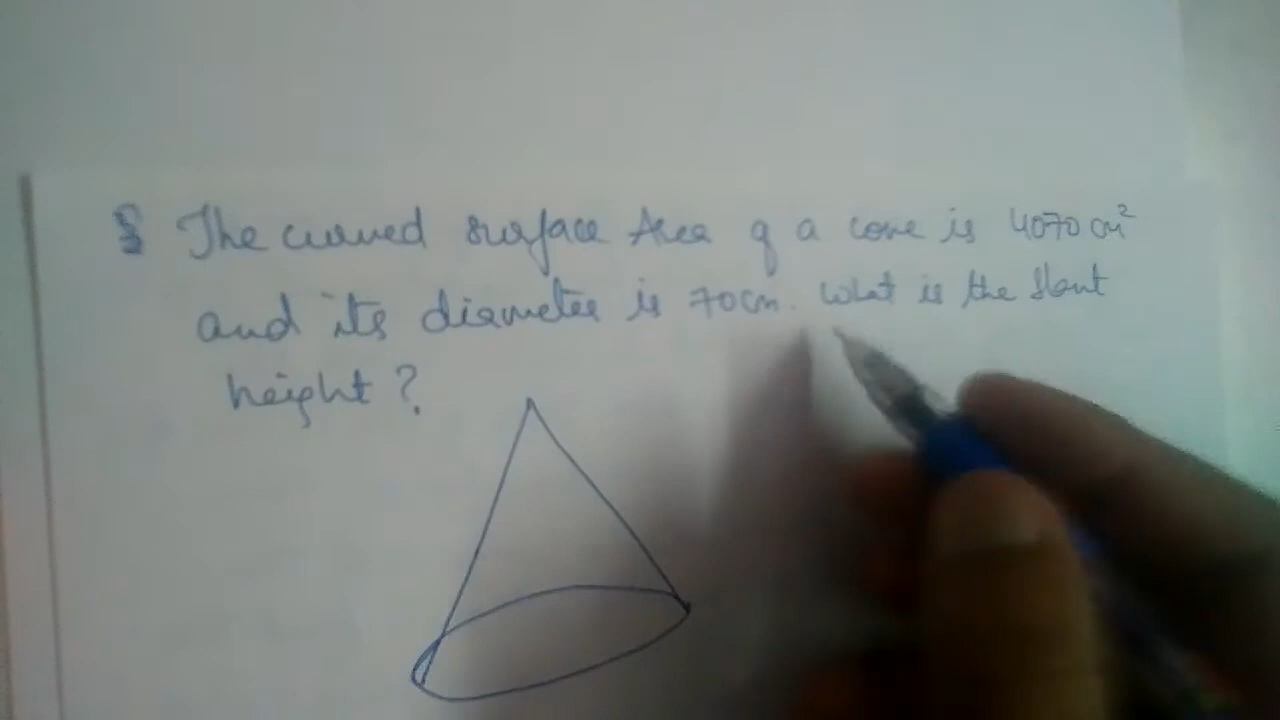 The curved surface Area of a cone is 4070 cm²
and its diameter is 70cm. What is the slant
height?